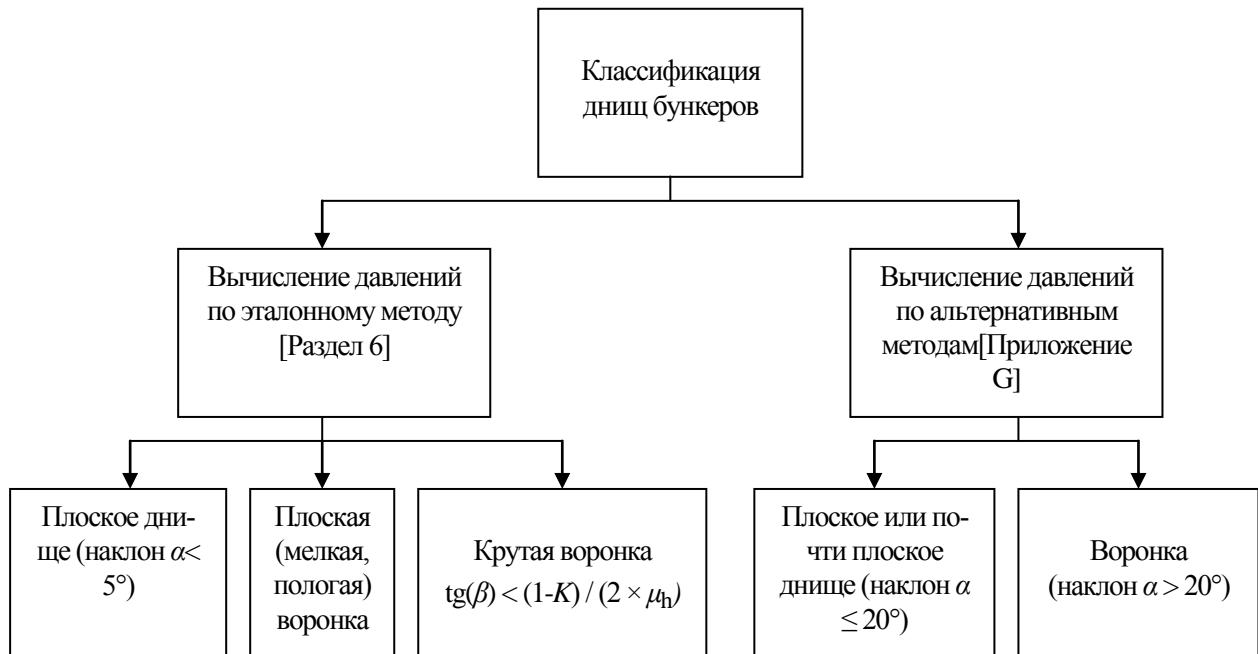 Классификация
днищ бункеров
Вычисление давлений
по эталонному методу
[Раздел 6]
Вычисление давлений
по альтернативным
методам[Приложение
G]
Плоское дни-
ще (наклон α<
5°)
Плоская
(мелкая,
пологая)
воронка
Крутая воронка
tg(β) < (1-K) / (2 × μh)
Плоское или по-
чти плоское
днище (наклон α
≤ 20°)
Воронка
(наклон α > 20°)